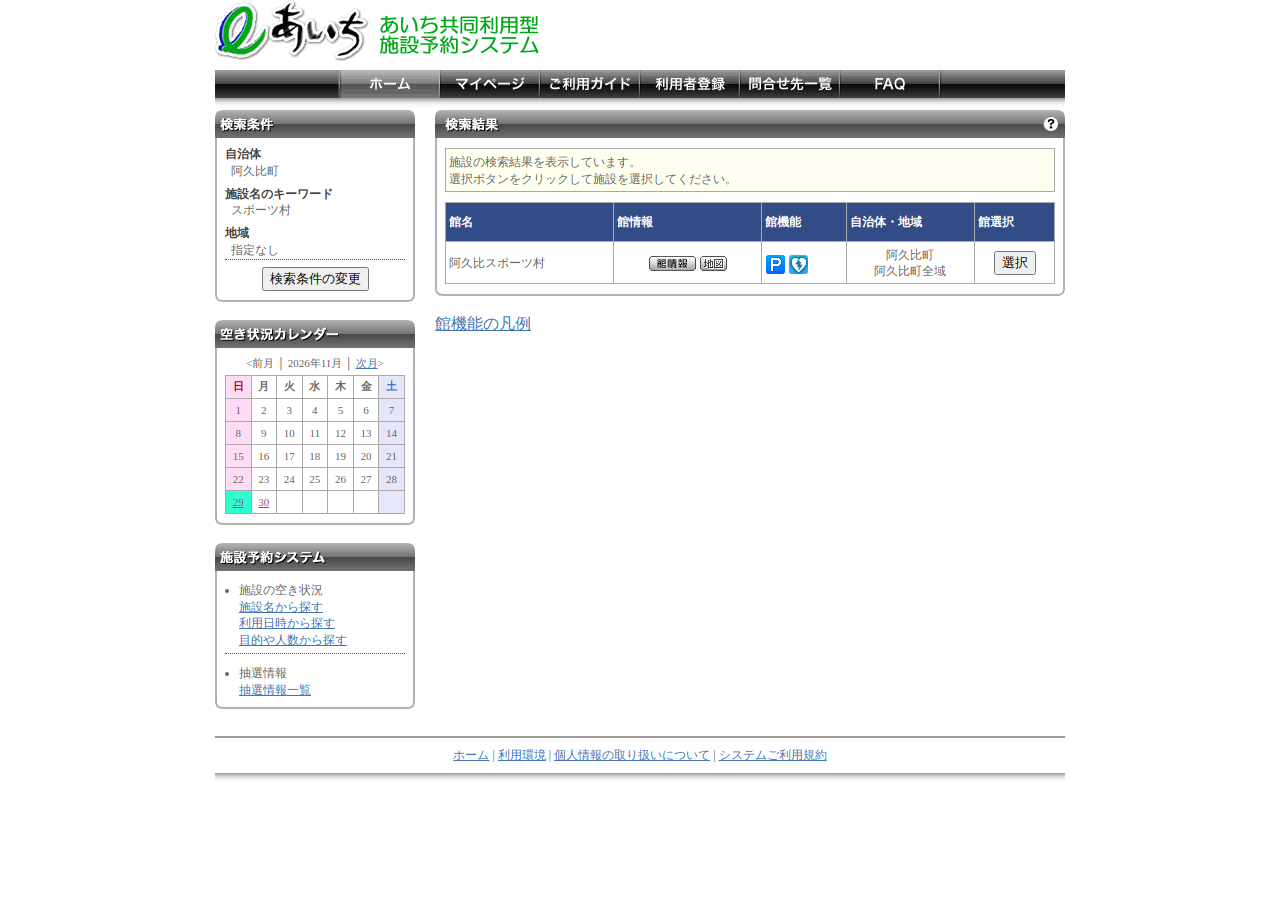 あいち あいち共同利用型
施設予約システム
ホーム マイページ ご利用ガイド 利用者登録 問合せ先一覧 FAQ
検索条件
自治体
阿久比町
施設名のキーワード
スポーツ村
地域
指定なし
検索条件の変更
空き状況カレンダー
<前月 │ 2026年11月 │ 次月>
日 月 火 水 木 金 土
1 2 3 4 5 6 7
8 9 10 11 12 13 14
15 16 17 18 19 20 21
22 23 24 25 26 27 28
29 30
施設予約システム
施設の空き状況
施設名から探す
利用日時から探す
目的や人数から探す
抽選情報
抽選情報一覧
検索結果 ?
施設の検索結果を表示しています。
選択ボタンをクリックして施設を選択してください。
館名 館情報 館機能 自治体・地域 館選択
阿久比スポーツ村 館情報 地図 P 阿久比町 選択
阿久比町全域
館機能の凡例
ホーム | 利用環境 | 個人情報の取り扱いについて | システムご利用規約